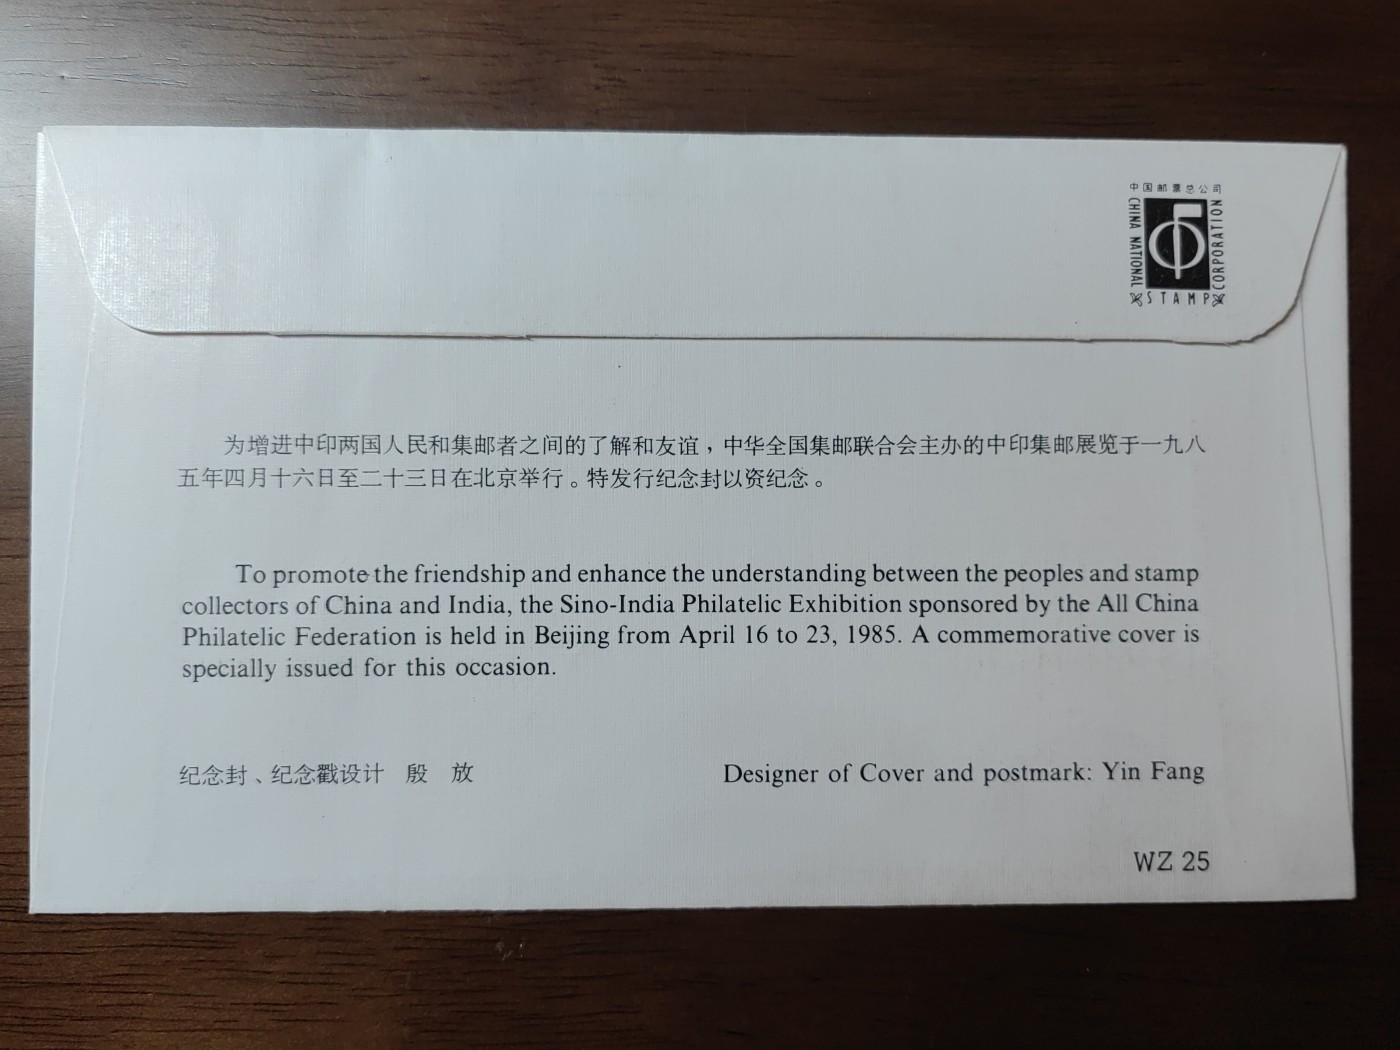 中国邮票总公司
CHINA NATIONAL
CORPORATION
STAMP
为增进中印两国人民和集邮者之间的了解和友谊，中华全国集邮联合会主办的中印集邮展览于一九八
五年四月十六日至二十三日在北京举行。特发行纪念封以资纪念。
To promote the friendship and enhance the understanding between the peoples and stamp
collectors of China and India, the Sino-India Philatelic Exhibition sponsored by the All China
Philatelic Federation is held in Beijing from April 16 to 23, 1985. A commemorative cover is
specially issued for this occasion.
纪念封、纪念戳设计 殷 放
Designer of Cover and postmark: Yin Fang
WZ 25